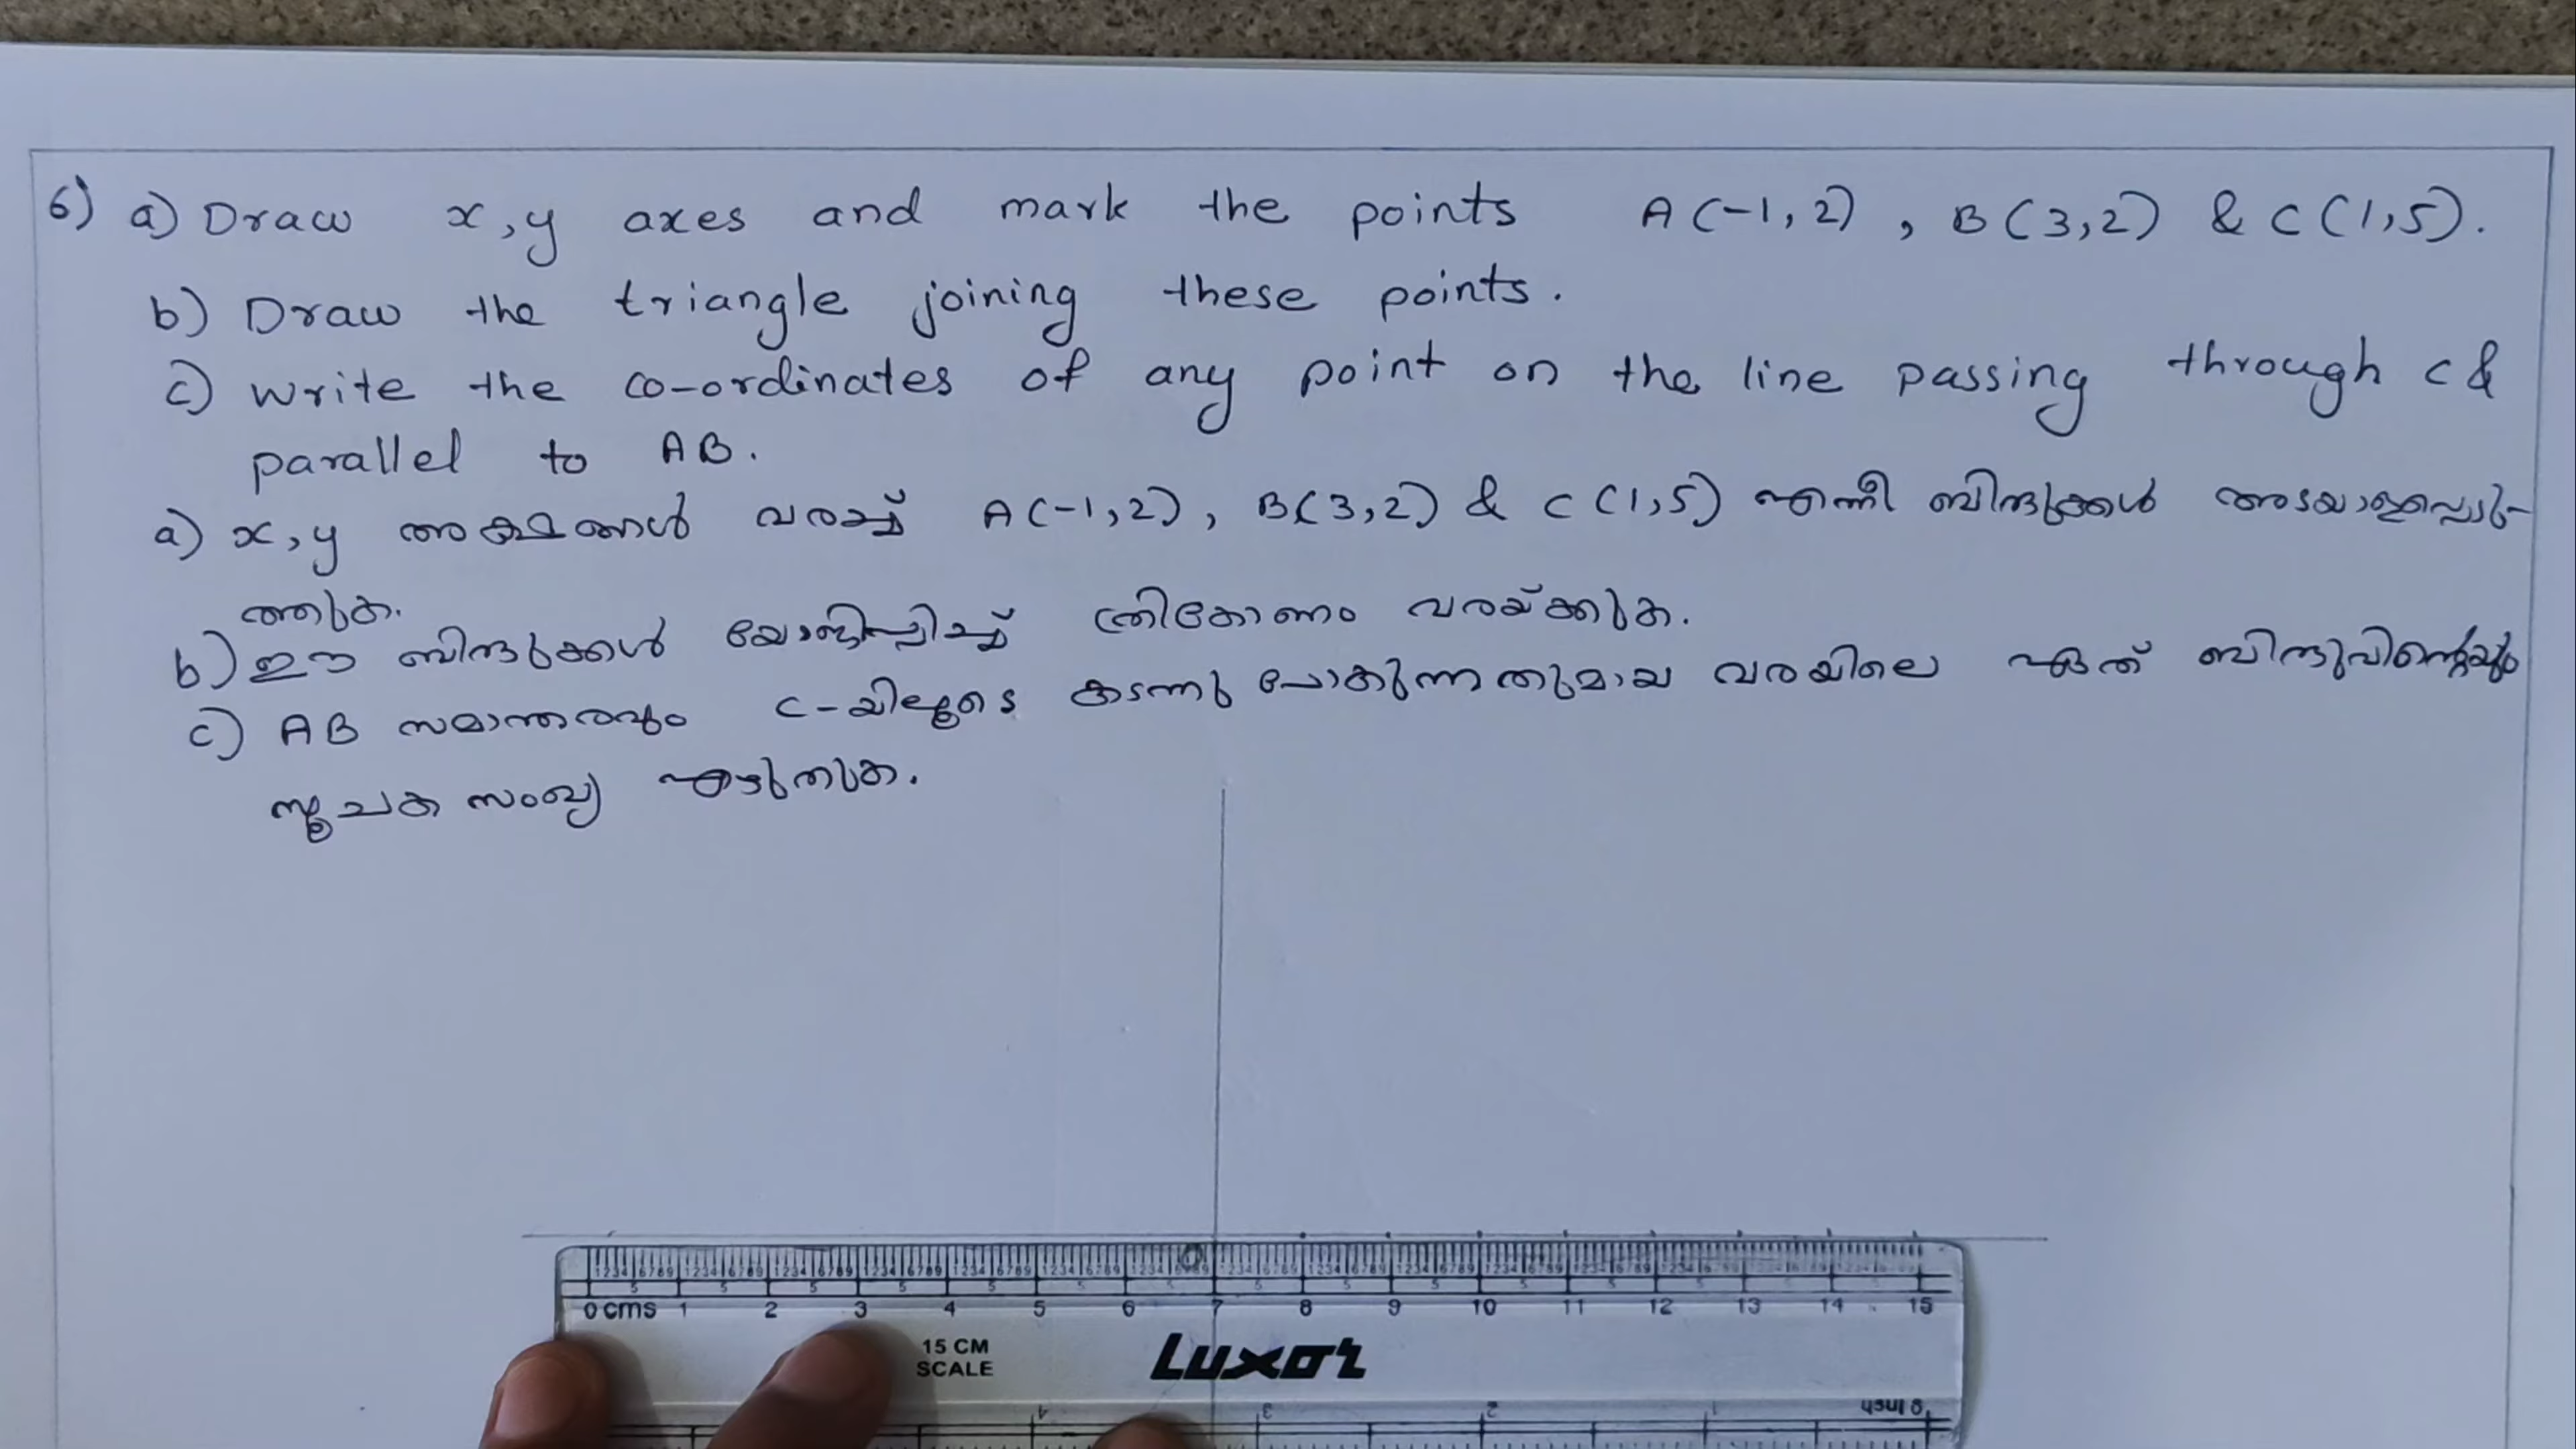 6) a) Draw x,y axes and mark the points A(-1,2), B(3,2) & C(1,5).
b) Draw the triangle joining these points.
c) write the co-ordinates of any point on the line passing through C &
parallel to AB.
a) x,y അക്ഷങ്ങൾ വരച്ച് A(-1,2), B(3,2) & C(1,5) എന്നീ ബിന്ദുക്കൾ അടയാളപ്പെടു-
ത്തുക.
b) ഈ ബിന്ദുക്കൾ യോജിപ്പിച്ച് ത്രികോണം വരയ്ക്കുക.
c) AB സമാന്തരവും C-യിലൂടെ കടന്നു പോകുന്നതുമായ വരയിലെ ഏത് ബിന്ദുവിന്റെയും
സൂചക സംഖ്യ എഴുതുക.
0 cms 1 2 3 4 5 6 7 8 9 10 11 12 13 14 15
15 CM
SCALE
Luxor